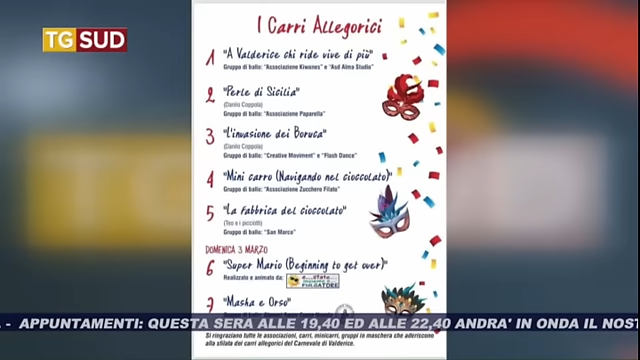 TG SUD
I Carri Allegorici
1 "A Valderice chi ride vive di più"
Gruppo di ballo: "Associazione Kiwanes" e "Asd Alma Studio"
2 "Perle di Sicilia"
(Danilo Coppola)
Gruppo di ballo: "Associazione Paparella"
3 "L'invasione dei Boruca"
(Danilo Coppola)
Gruppo di ballo: "Creative Moviment" e "Flash Dance"
4 "Mini carro (Navigando nel cioccolato)"
Gruppo di ballo: "Associazione Zucchero Filato"
5 "La Fabbrica del cioccolato"
(Teo e i picciotti)
Gruppo di ballo: "San Marco"
DOMENICA 3 MARZO
6 "Super Mario (Beginning to get over)"
Realizzato e animato da:
FULGATORE
7 "Masha e Orso"
. - APPUNTAMENTI: QUESTA SERA ALLE 19,40 ED ALLE 22,40 ANDRA' IN ONDA IL NOST
Si ringraziano tutte le associazioni, carri, minicarri, gruppi in maschera che aderiscono
alla sfilata dei carri allegorici del Carnevale di Valderice.